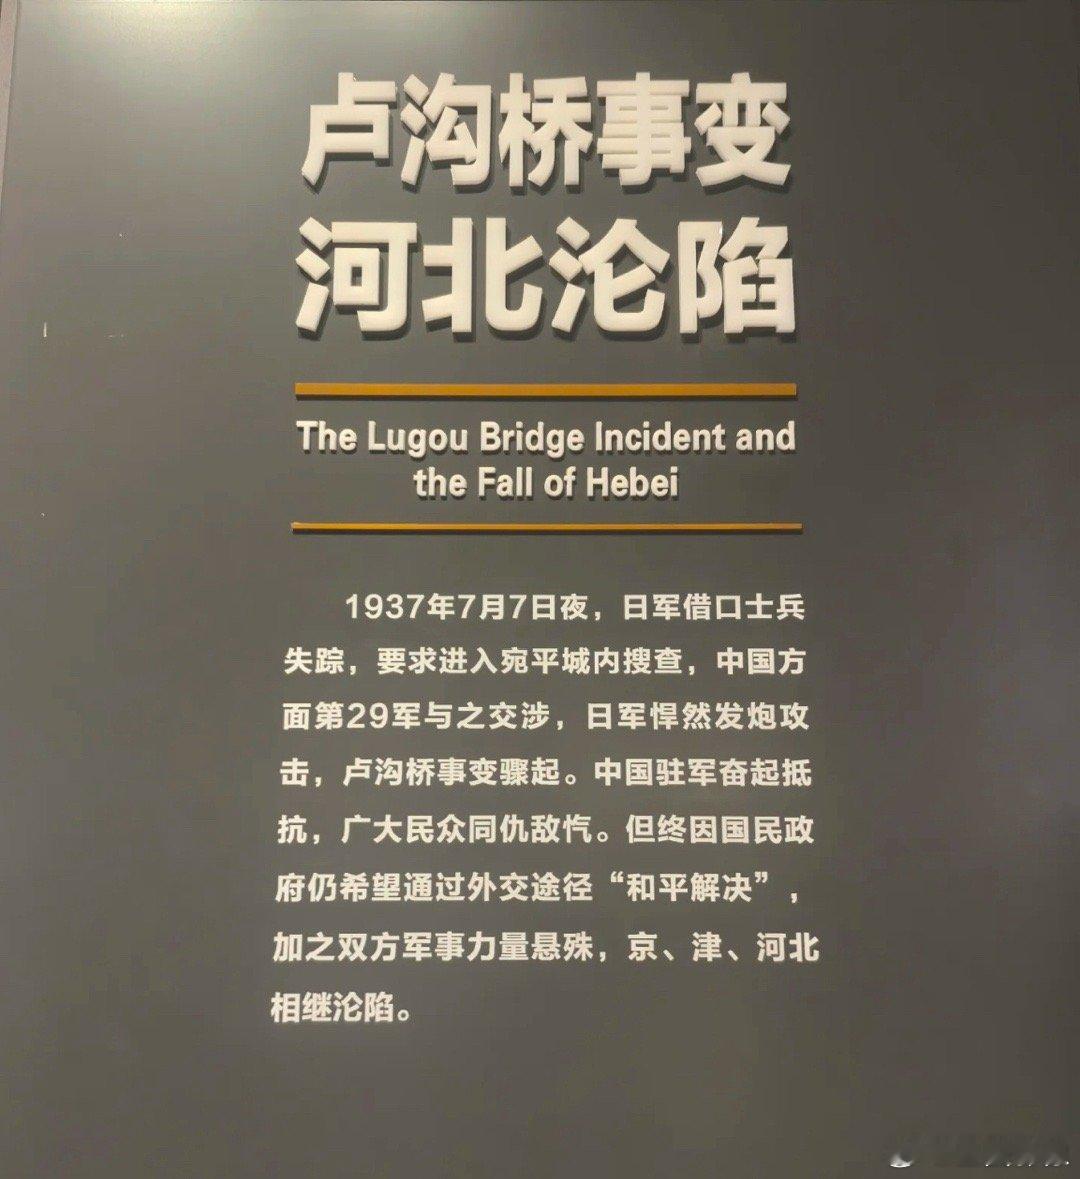 卢沟桥事变
河北沦陷
The Lugou Bridge Incident and
the Fall of Hebei
1937年7月7日夜，日军借口士兵
失踪，要求进入宛平城内搜查，中国方
面第29军与之交涉，日军悍然发炮攻
击，卢沟桥事变骤起。中国驻军奋起抵
抗，广大民众同仇敌忾。但终因国民政
府仍希望通过外交途径“和平解决”，
加之双方军事力量悬殊，京、津、河北
相继沦陷。